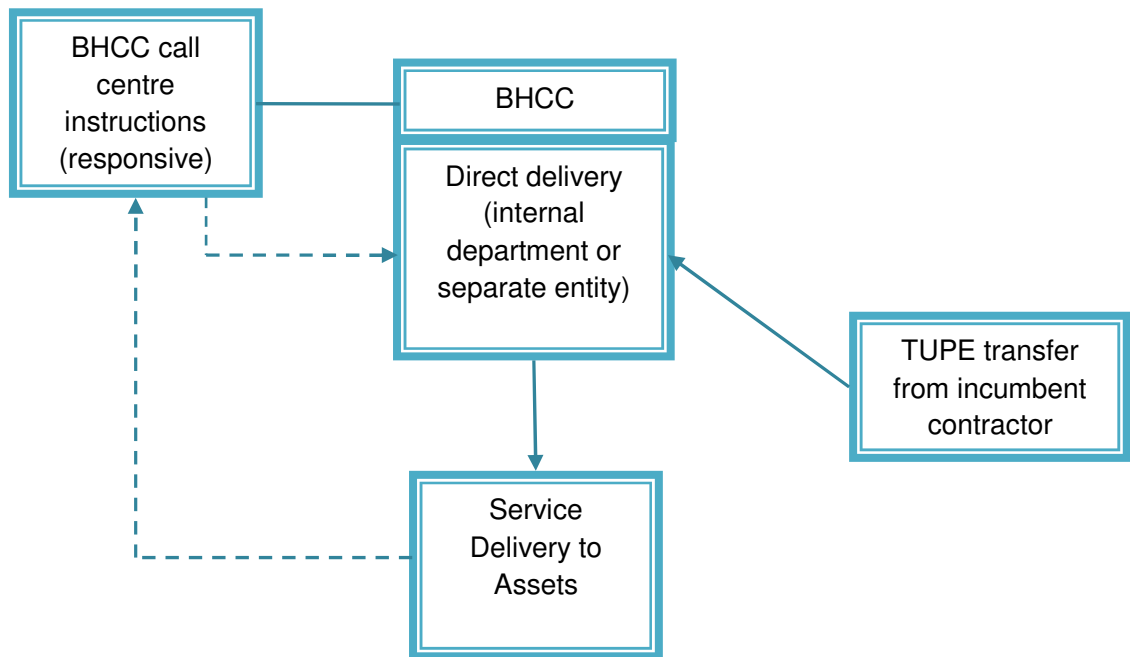 BHCC call
centre
instructions
(responsive)
BHCC
Direct delivery
(internal
department or
separate entity)
TUPE transfer
from incumbent
contractor
Service
Delivery to
Assets